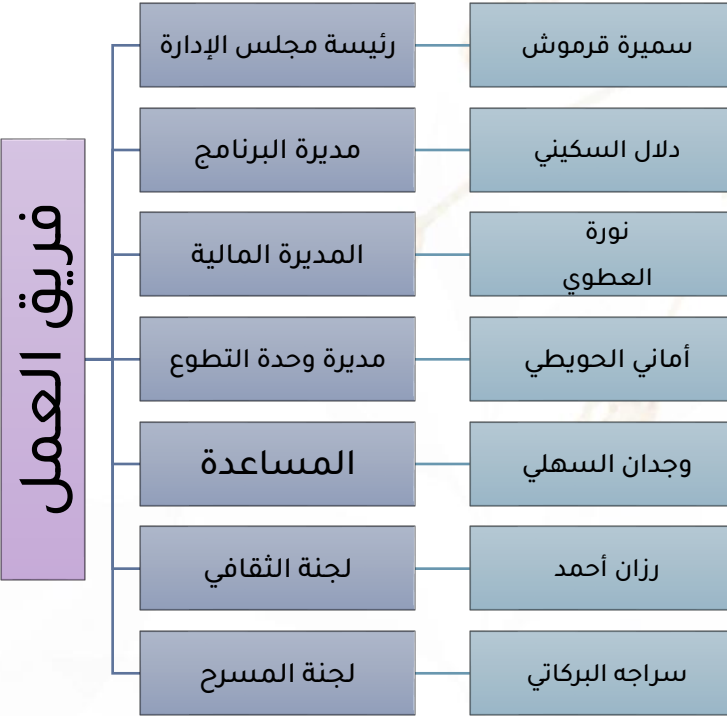 فريق العمل
رئيسة مجلس الإدارة
سميرة قرموش
مديرة البرنامج
دلال السكيني
المديرة المالية
نورة
العطوي
مديرة وحدة التطوع
أماني الحويطي
المساعدة
وجدان السهلي
لجنة الثقافي
رزان أحمد
لجنة المسرح
سراجه البركاتي